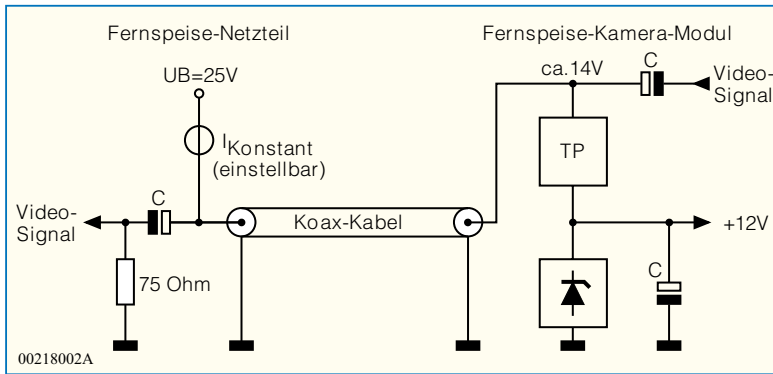 Fernspeise-Netzteil
Fernspeise-Kamera-Modul
UB=25V
ca.14V
C
Video-
Signal
IKonstant
(einstellbar)
TP
Video-
Signal
C
Koax-Kabel
+12V
75 Ohm
C
00218002A